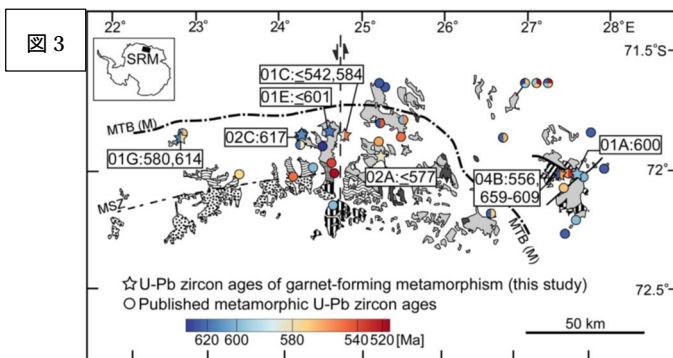 図 3
22° 23° 24° 25° 26° 27° 28°E
SRM
71.5°S
01C:≤542,584
01E:≤601
MTB (M)
02C:617
01G:580,614
01A:600
72°
02A:≤577
04B:556,
659-609
MSZ
MTB (M)
☆ U-Pb zircon ages of garnet-forming metamorphism (this study)
○ Published metamorphic U-Pb zircon ages
72.5°
620 600 580 540 520 [Ma]
50 km